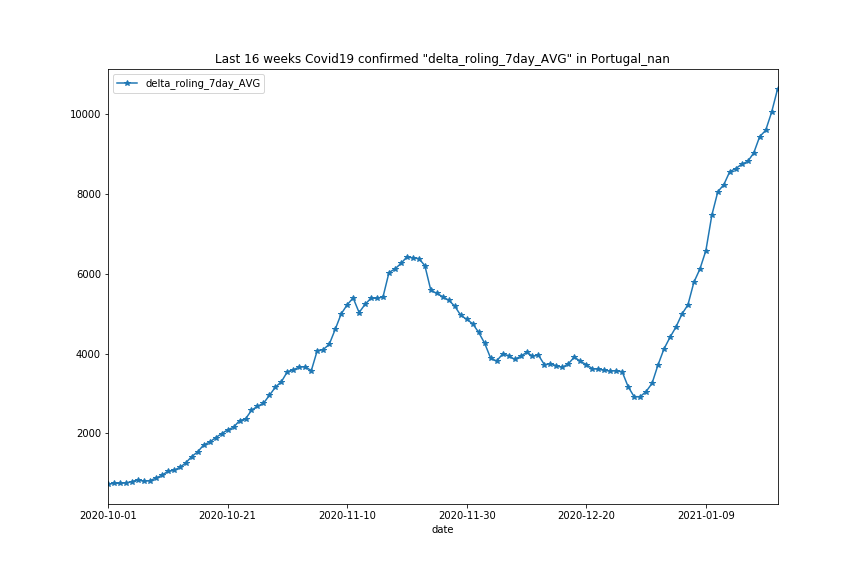 Last 16 weeks Covid19 confirmed "delta_roling_7day_AVG" in Portugal_nan
delta_roling_7day_AVG
10000
8000
6000
4000
2000
2020-10-01 2020-10-21 2020-11-10 2020-11-30 2020-12-20 2021-01-09
date